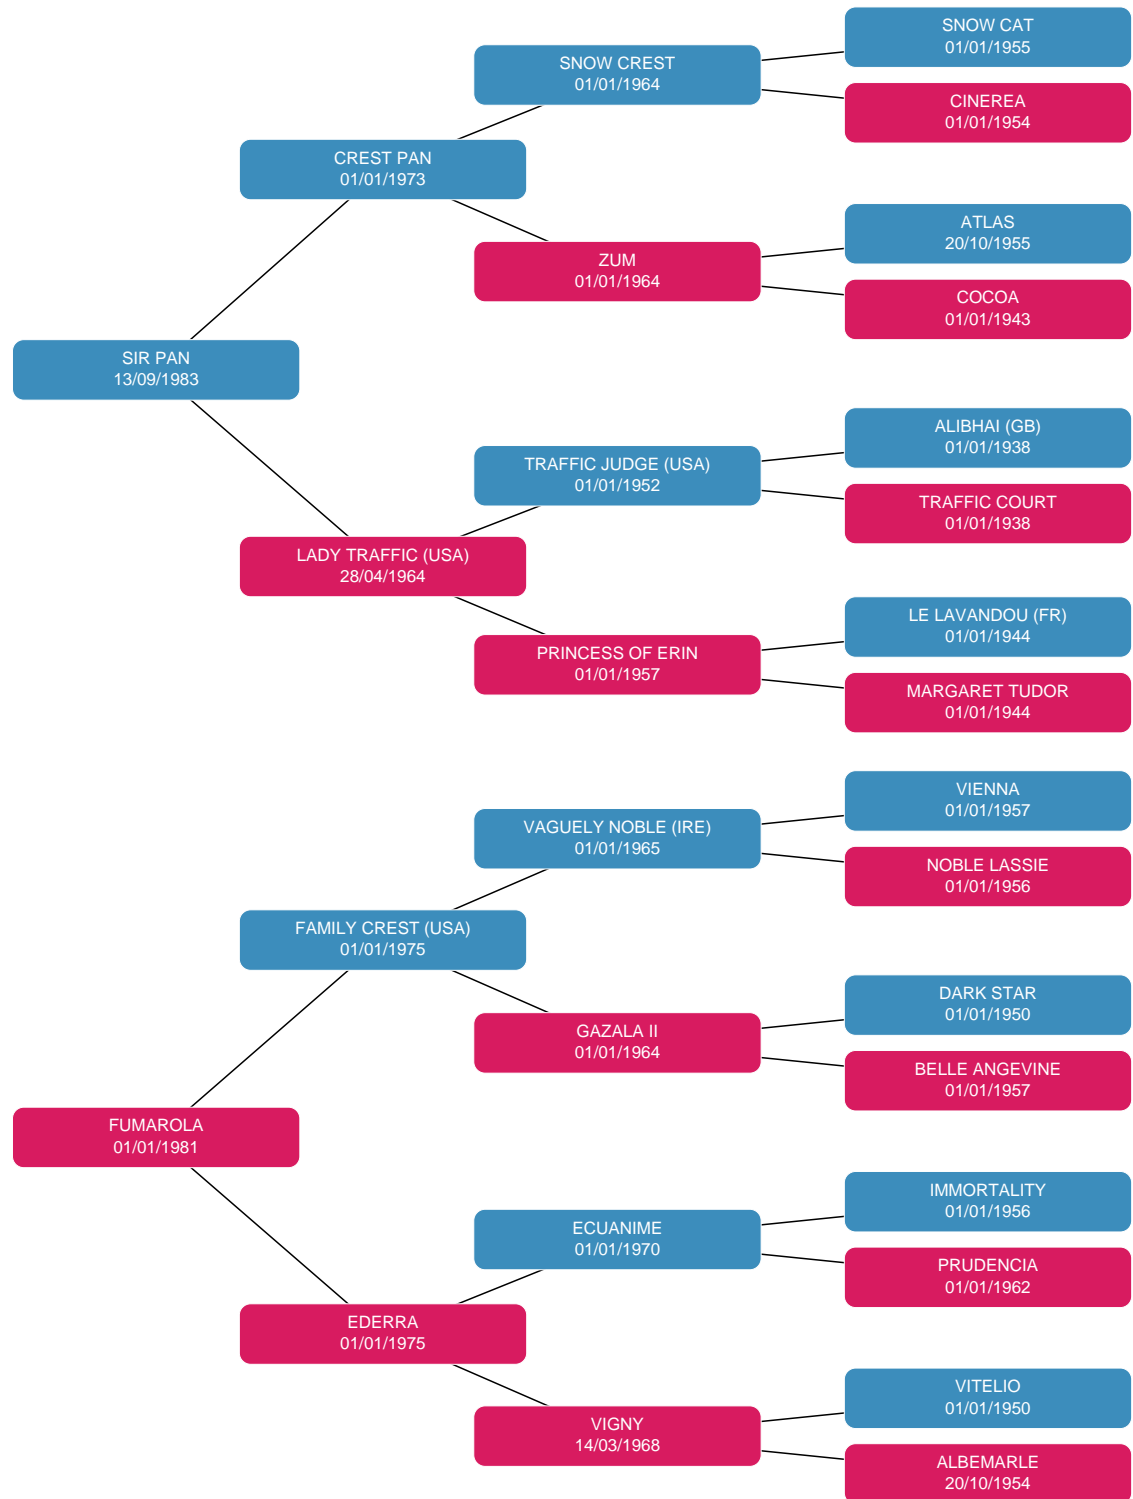 SNOW CAT
01/01/1955
SNOW CREST
01/01/1964
CINEREA
01/01/1954
CREST PAN
01/01/1973
ATLAS
20/10/1955
ZUM
01/01/1964
COCOA
01/01/1943
SIR PAN
13/09/1983
ALIBHAI (GB)
01/01/1938
TRAFFIC JUDGE (USA)
01/01/1952
TRAFFIC COURT
01/01/1938
LADY TRAFFIC (USA)
28/04/1964
LE LAVANDOU (FR)
01/01/1944
PRINCESS OF ERIN
01/01/1957
MARGARET TUDOR
01/01/1944
VIENNA
01/01/1957
VAGUELY NOBLE (IRE)
01/01/1965
NOBLE LASSIE
01/01/1956
FAMILY CREST (USA)
01/01/1975
DARK STAR
01/01/1950
GAZALA II
01/01/1964
BELLE ANGEVINE
01/01/1957
FUMAROLA
01/01/1981
IMMORTALITY
01/01/1956
ECUANIME
01/01/1970
PRUDENCIA
01/01/1962
EDERRA
01/01/1975
VITELIO
01/01/1950
VIGNY
14/03/1968
ALBEMARLE
20/10/1954